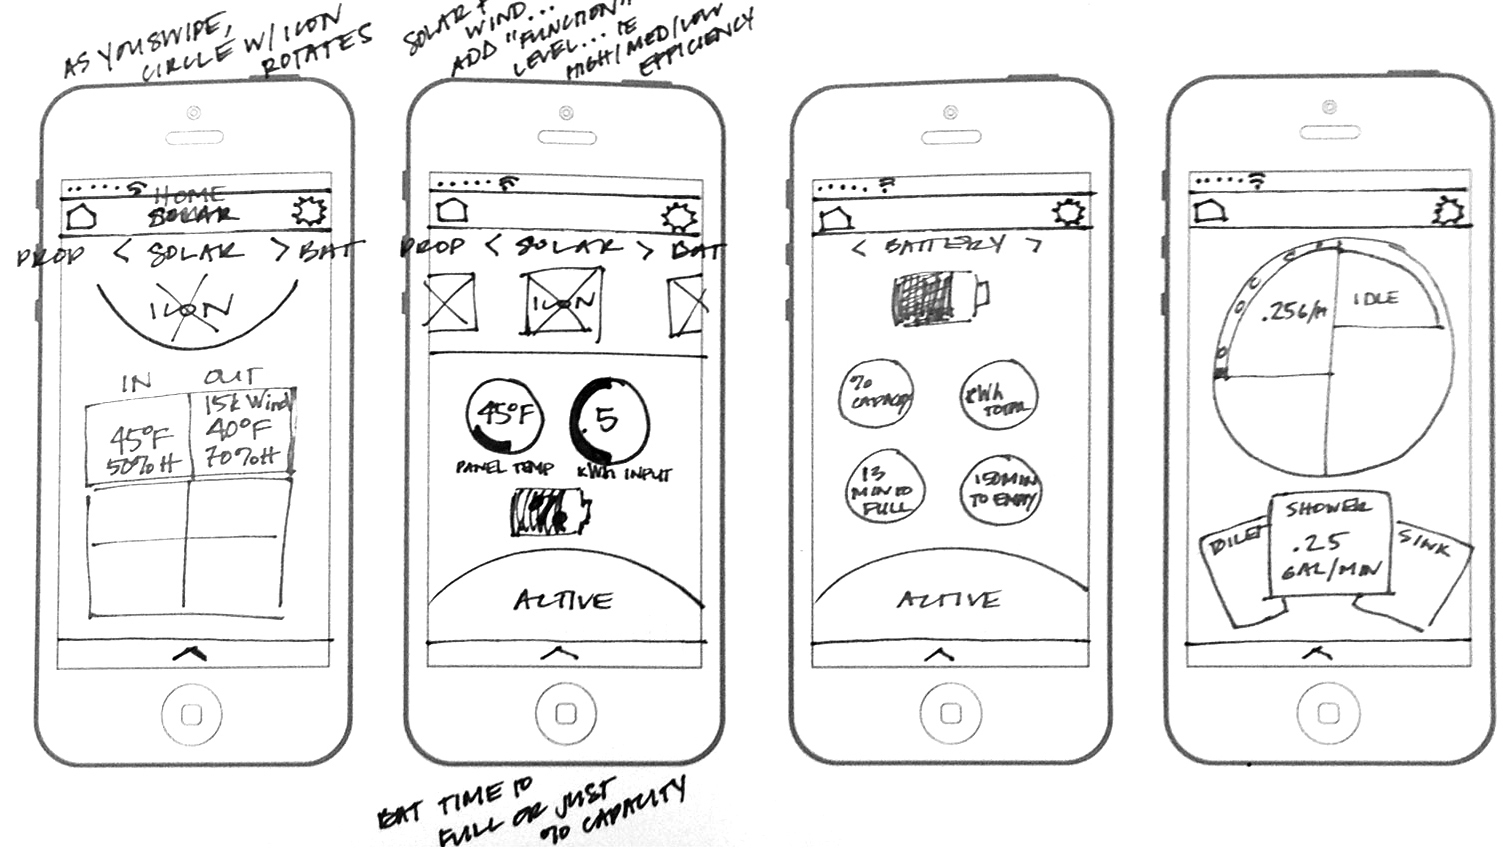 AS YOU SWIPE,
CIRCLE W/ ICON
ROTATES
SOLAR +
WIND...
ADD "FUNCTION"
LEVEL... IE
HIGH/MED/LOW
EFFICIENCY
HOME
SOLAR
PROP < SOLAR > BAT
ICON
IN OUT
45°F
50% H
15k Wind
40°F
70% H
PROP < SOLAR > BAT
ICON
45°F
PANEL TEMP
.5
kWh INPUT
ACTIVE
BAT TIME TO
FULL OR JUST
% CAPACITY
< BATTERY >
% CAPACITY
kWh TOTAL
13
MIN TO
FULL
150 MIN
TO EMPTY
ACTIVE
.25G/M
IDLE
TOILET
SHOWER
.25
GAL/MIN
SINK